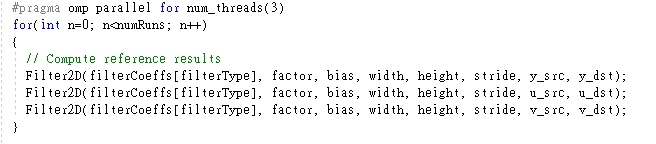 #pragma omp parallel for num_threads(3)
for(int n=0; n<numRuns; n++)
{
// Compute reference results
Filter2D(filterCoeffs[filterType], factor, bias, width, height, stride, y_src, y_dst);
Filter2D(filterCoeffs[filterType], factor, bias, width, height, stride, u_src, u_dst);
Filter2D(filterCoeffs[filterType], factor, bias, width, height, stride, v_src, v_dst);
}